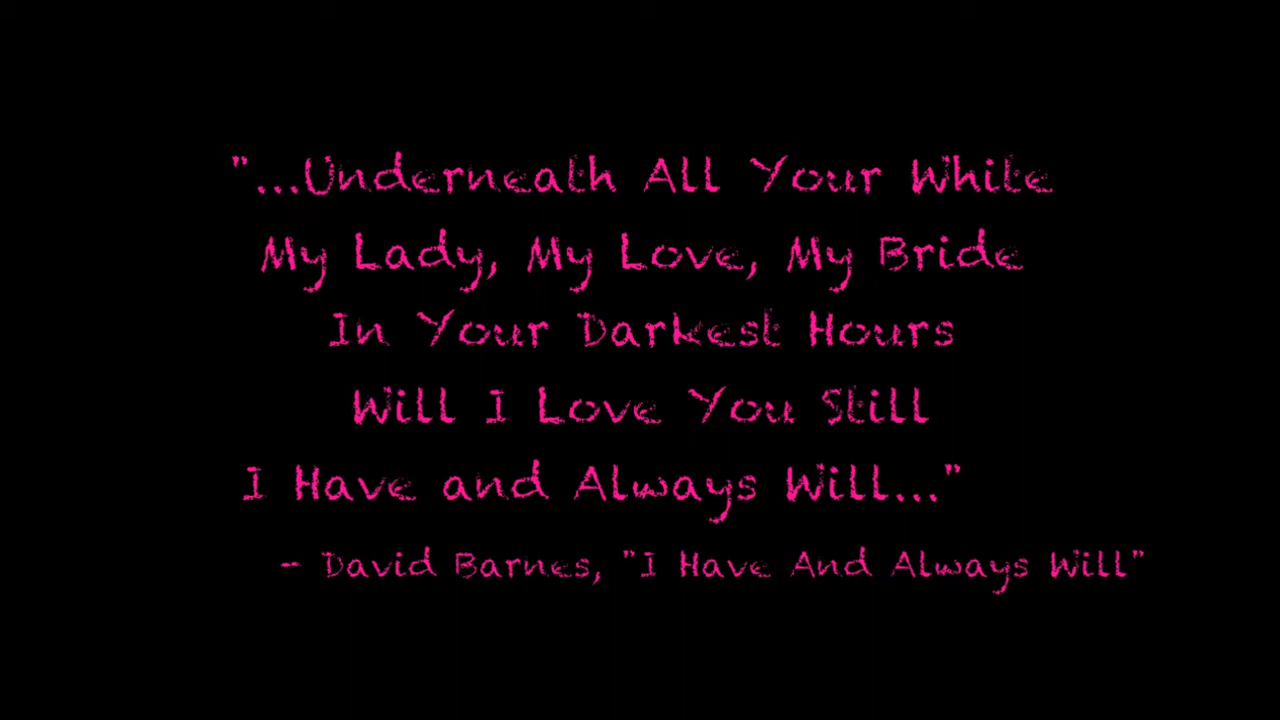 "...Underneath All Your White
My Lady, My Love, My Bride
In Your Darkest Hours
Will I Love You Still
I Have and Always Will..."
- David Barnes, "I Have And Always Will"